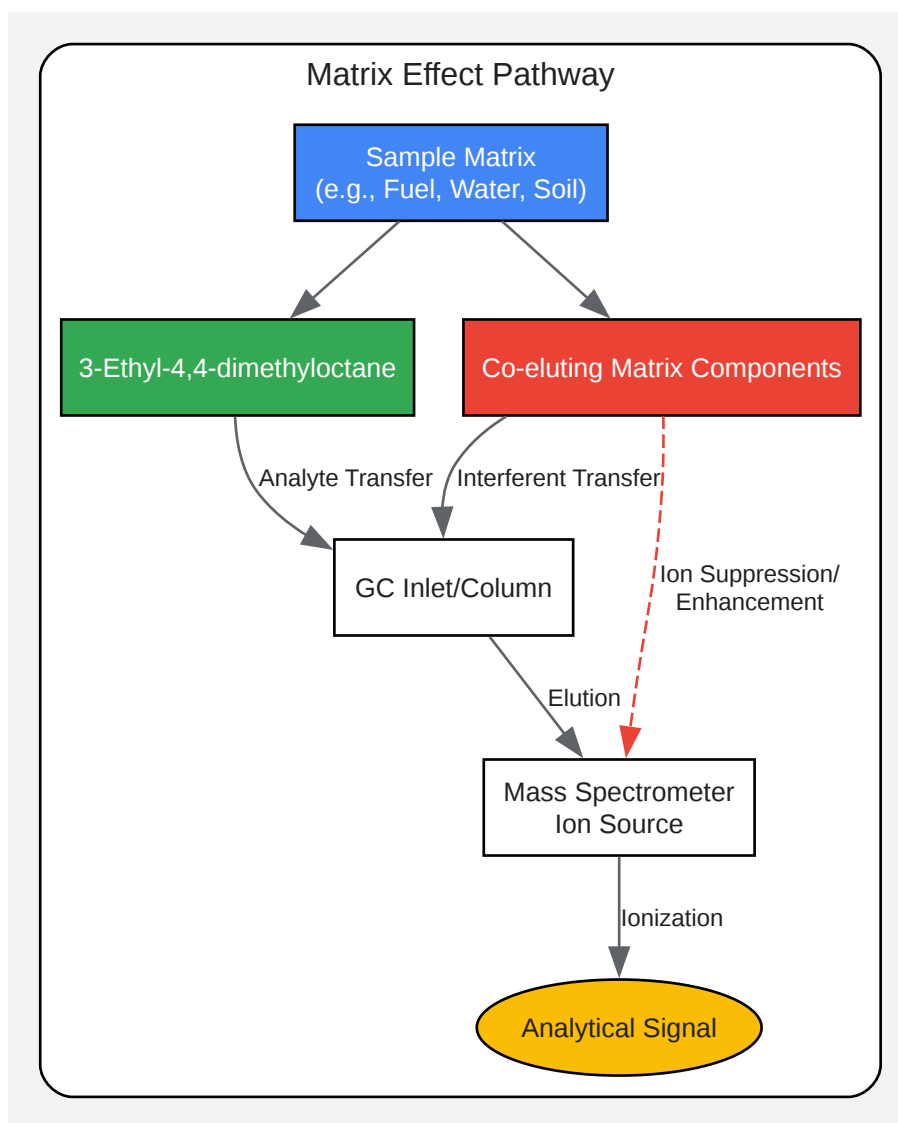 Matrix Effect Pathway
Sample Matrix
(e.g., Fuel, Water, Soil)
3-Ethyl-4,4-dimethyloctane
Co-eluting Matrix Components
Analyte Transfer
Interferent Transfer
GC Inlet/Column
Ion Suppression/
Enhancement
Elution
Mass Spectrometer
Ion Source
Ionization
Analytical Signal